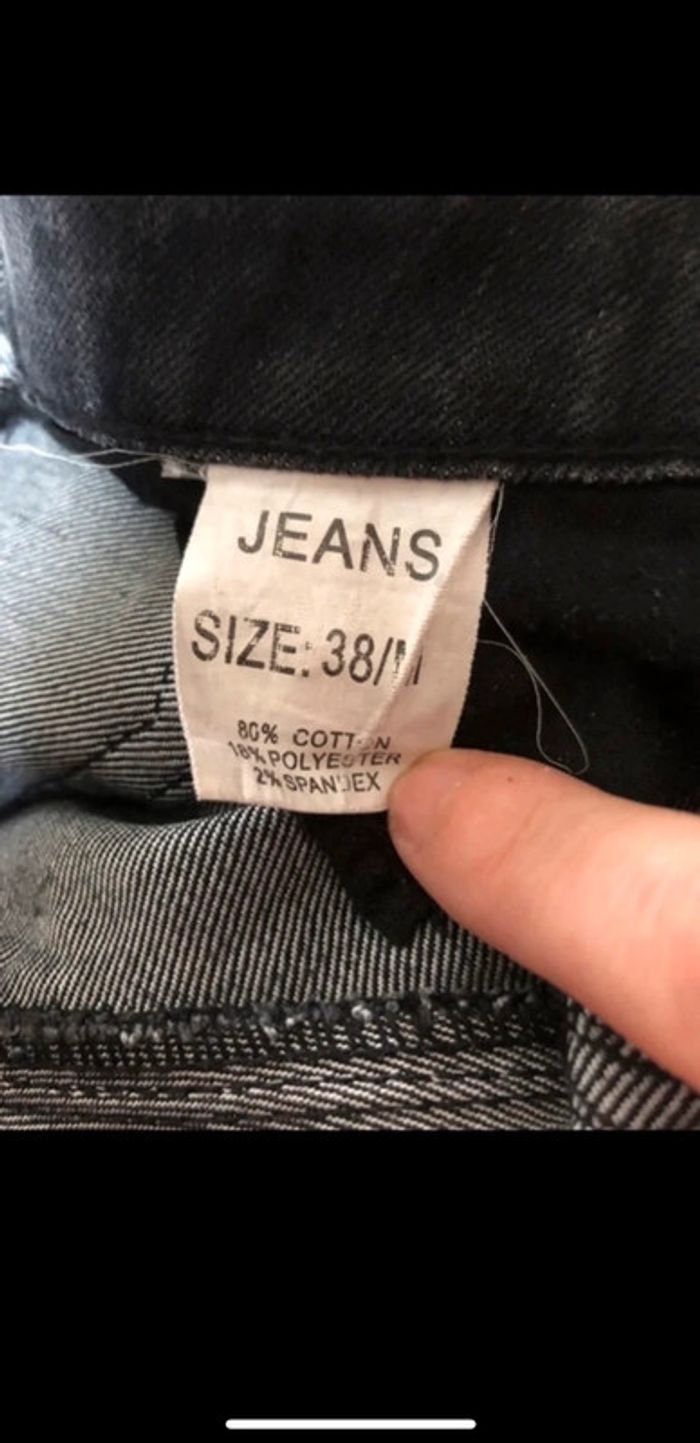 JEANS
SIZE: 38/M
80% COTTON
18% POLYESTER
2% SPANDEX